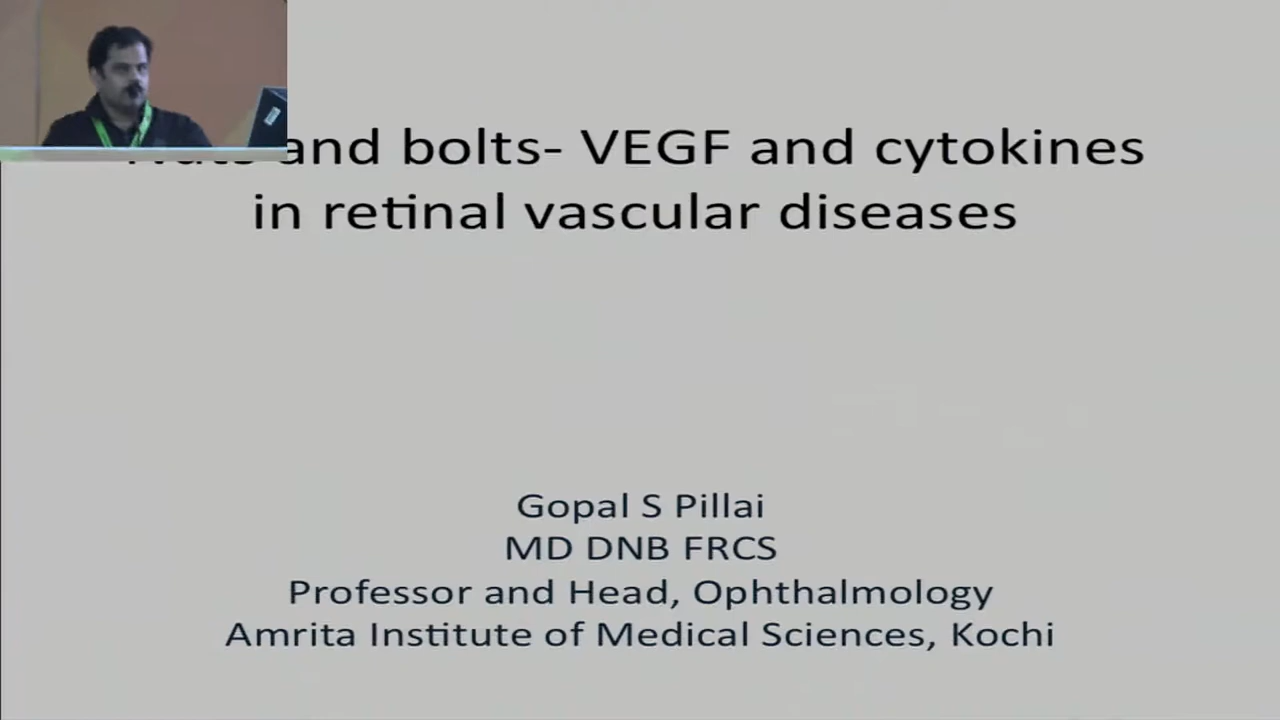 and bolts- VEGF and cytokines
in retinal vascular diseases
Gopal S Pillai
MD DNB FRCS
Professor and Head, Ophthalmology
Amrita Institute of Medical Sciences, Kochi